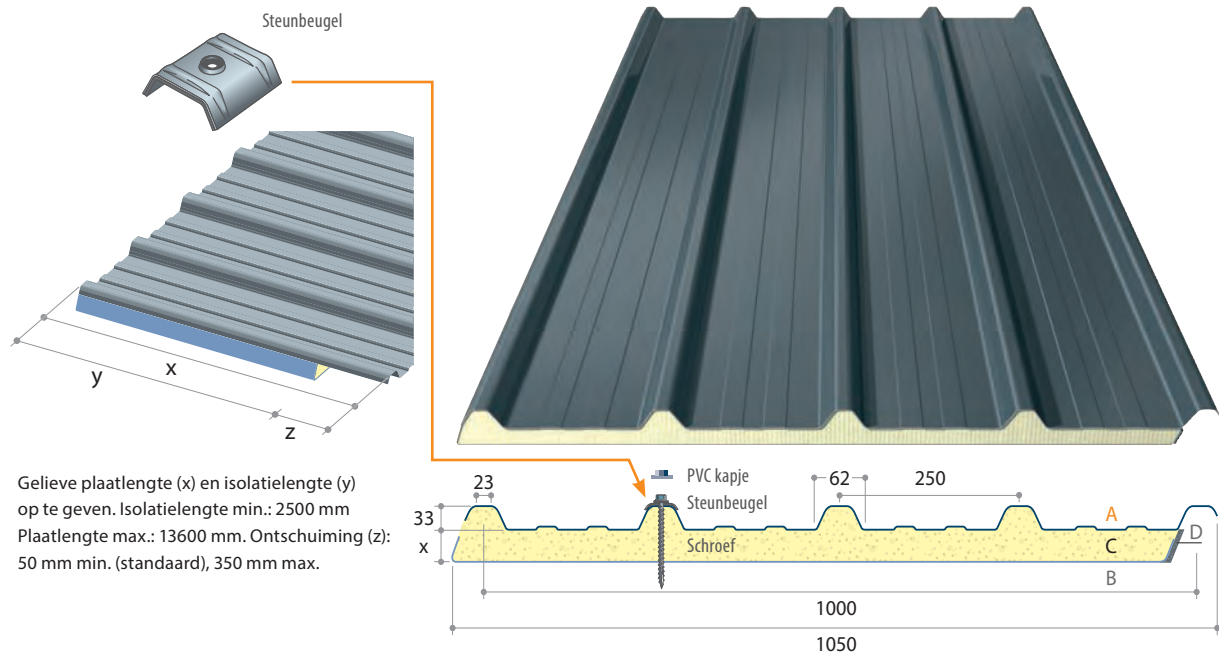 Steunbeugel
x
y
z
Gelieve plaatlengte (x) en isolatielengte (y)
op te geven. Isolatielengte min.: 2500 mm
Plaatlengte max.: 13600 mm. Ontschuiming (z):
50 mm min. (standaard), 350 mm max.
PVC kapje
23
62
250
Steunbeugel
33
A
x
Schroef
C
D
B
1000
1050